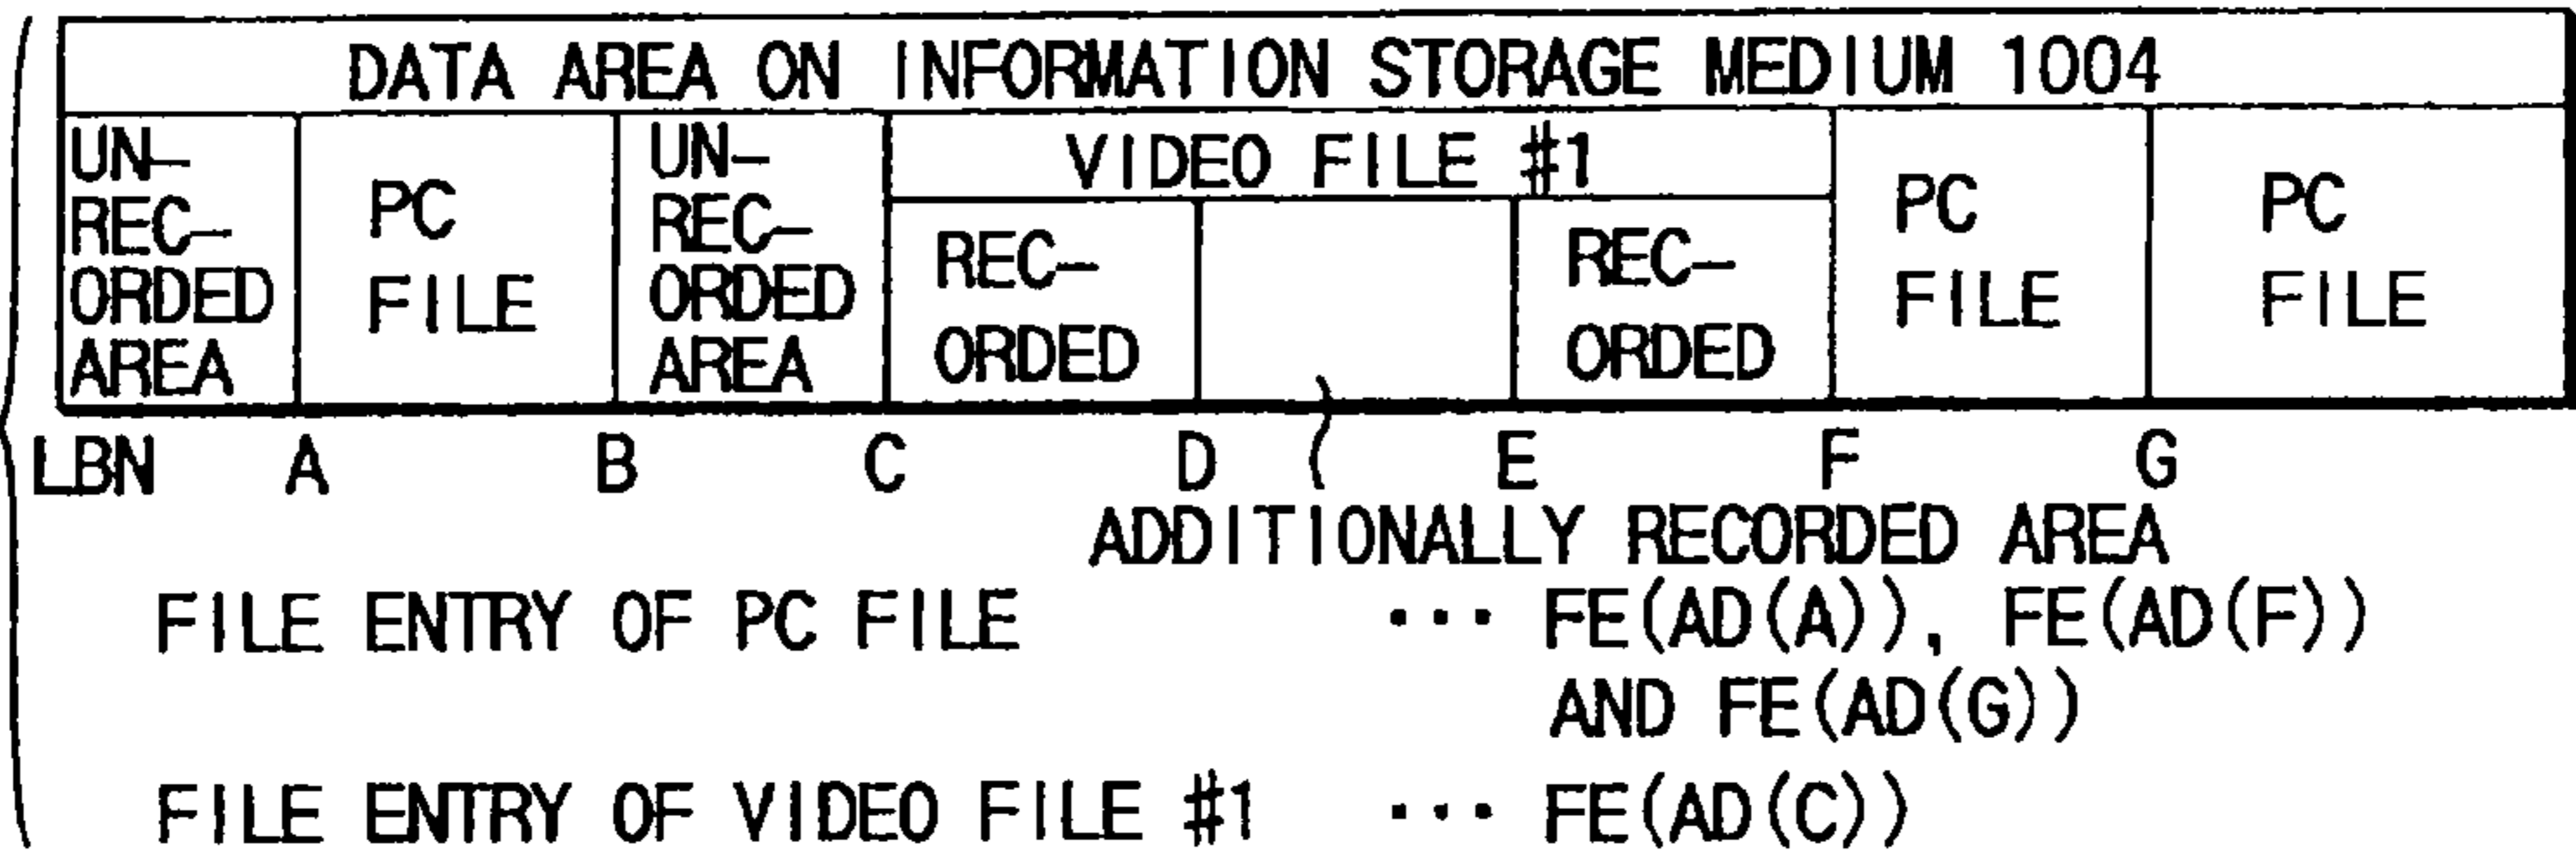 DATA AREA ON INFORMATION STORAGE MEDIUM 1004
UN-
REC-
ORDED
AREA
PC
FILE
UN-
REC-
ORDED
AREA
VIDEO FILE #1
REC-
ORDED
REC-
ORDED
PC
FILE
PC
FILE
LBN A B C D E F G
ADDITIONALLY RECORDED AREA
FILE ENTRY OF PC FILE ··· FE(AD(A)), FE(AD(F))
AND FE(AD(G))
FILE ENTRY OF VIDEO FILE #1 ··· FE(AD(C))